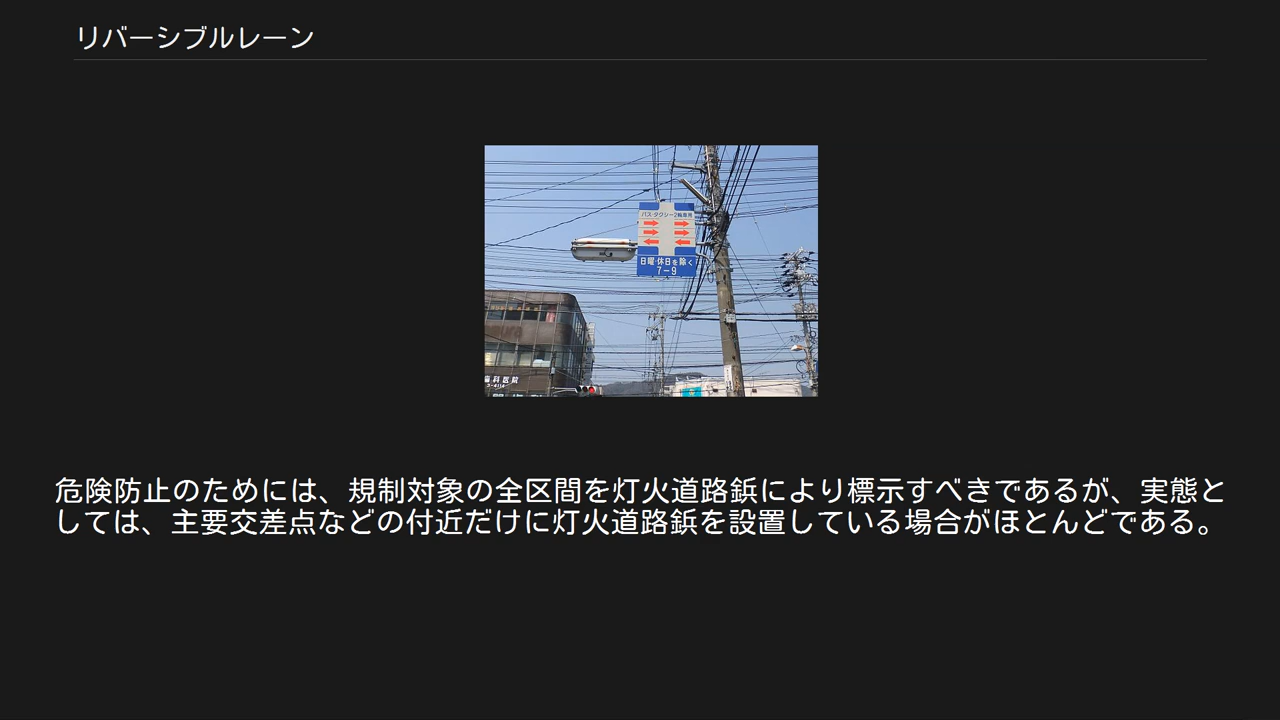 リバーシブルレーン
バス・タクシー・2輪専用
日曜・休日を除く
7−9
歯科医院
危険防止のためには、規制対象の全区間を灯火道路鋲により標示すべきであるが、実態と
しては、主要交差点などの付近だけに灯火道路鋲を設置している場合がほとんどである。